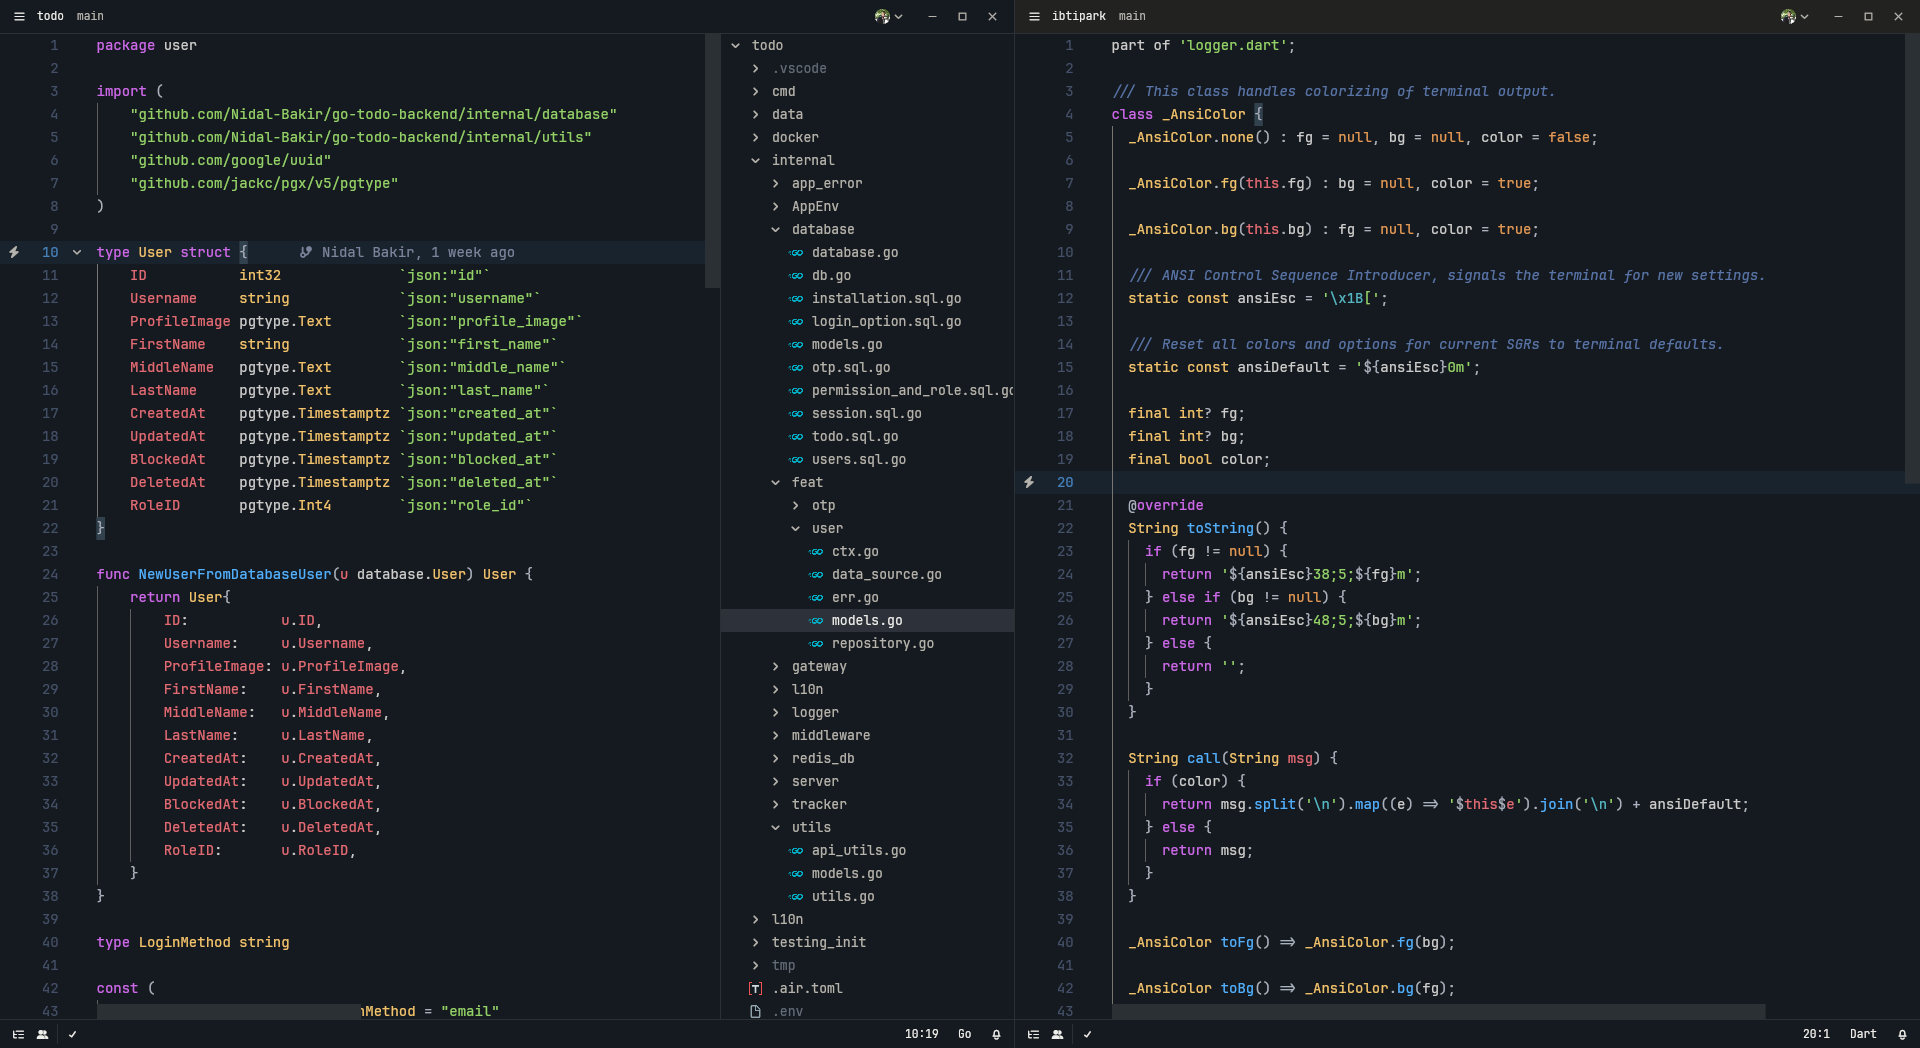 todo main
1 package user
2
3 import (
4 "github.com/Nidal-Bakir/go-todo-backend/internal/database"
5 "github.com/Nidal-Bakir/go-todo-backend/internal/utils"
6 "github.com/google/uuid"
7 "github.com/jackc/pgx/v5/pgtype"
8 )
9
10 type User struct { Nidal Bakir, 1 week ago
11 ID int32 `json:"id"`
12 Username string `json:"username"`
13 ProfileImage pgtype.Text `json:"profile_image"`
14 FirstName string `json:"first_name"`
15 MiddleName pgtype.Text `json:"middle_name"`
16 LastName pgtype.Text `json:"last_name"`
17 CreatedAt pgtype.Timestamptz `json:"created_at"`
18 UpdatedAt pgtype.Timestamptz `json:"updated_at"`
19 BlockedAt pgtype.Timestamptz `json:"blocked_at"`
20 DeletedAt pgtype.Timestamptz `json:"deleted_at"`
21 RoleID pgtype.Int4 `json:"role_id"`
22 }
23
24 func NewUserFromDatabaseUser(u database.User) User {
25 return User{
26 ID: u.ID,
27 Username: u.Username,
28 ProfileImage: u.ProfileImage,
29 FirstName: u.FirstName,
30 MiddleName: u.MiddleName,
31 LastName: u.LastName,
32 CreatedAt: u.CreatedAt,
33 UpdatedAt: u.UpdatedAt,
34 BlockedAt: u.BlockedAt,
35 DeletedAt: u.DeletedAt,
36 RoleID: u.RoleID,
37 }
38 }
39
40 type LoginMethod string
41
42 const (
43 Method = "email"
todo
.vscode
cmd
data
docker
internal
app_error
AppEnv
database
database.go
db.go
installation.sql.go
login_option.sql.go
models.go
otp.sql.go
permission_and_role.sql.go
session.sql.go
todo.sql.go
users.sql.go
feat
otp
user
ctx.go
data_source.go
err.go
models.go
repository.go
gateway
l10n
logger
middleware
redis_db
server
tracker
utils
api_utils.go
models.go
utils.go
l10n
testing_init
tmp
.air.toml
.env
10:19 Go
ibtipark main
1 part of 'logger.dart';
2
3 /// This class handles colorizing of terminal output.
4 class _AnsiColor {
5 _AnsiColor.none() : fg = null, bg = null, color = false;
6
7 _AnsiColor.fg(this.fg) : bg = null, color = true;
8
9 _AnsiColor.bg(this.bg) : fg = null, color = true;
10
11 /// ANSI Control Sequence Introducer, signals the terminal for new settings.
12 static const ansiEsc = '\x1B[';
13
14 /// Reset all colors and options for current SGRs to terminal defaults.
15 static const ansiDefault = '${ansiEsc}0m';
16
17 final int? fg;
18 final int? bg;
19 final bool color;
20
21 @override
22 String toString() {
23 if (fg != null) {
24 return '${ansiEsc}38;5;${fg}m';
25 } else if (bg != null) {
26 return '${ansiEsc}48;5;${bg}m';
27 } else {
28 return '';
29 }
30 }
31
32 String call(String msg) {
33 if (color) {
34 return msg.split('\n').map((e) => '$this$e').join('\n') + ansiDefault;
35 } else {
36 return msg;
37 }
38 }
39
40 _AnsiColor toFg() => _AnsiColor.fg(bg);
41
42 _AnsiColor toBg() => _AnsiColor.bg(fg);
43
20:1 Dart